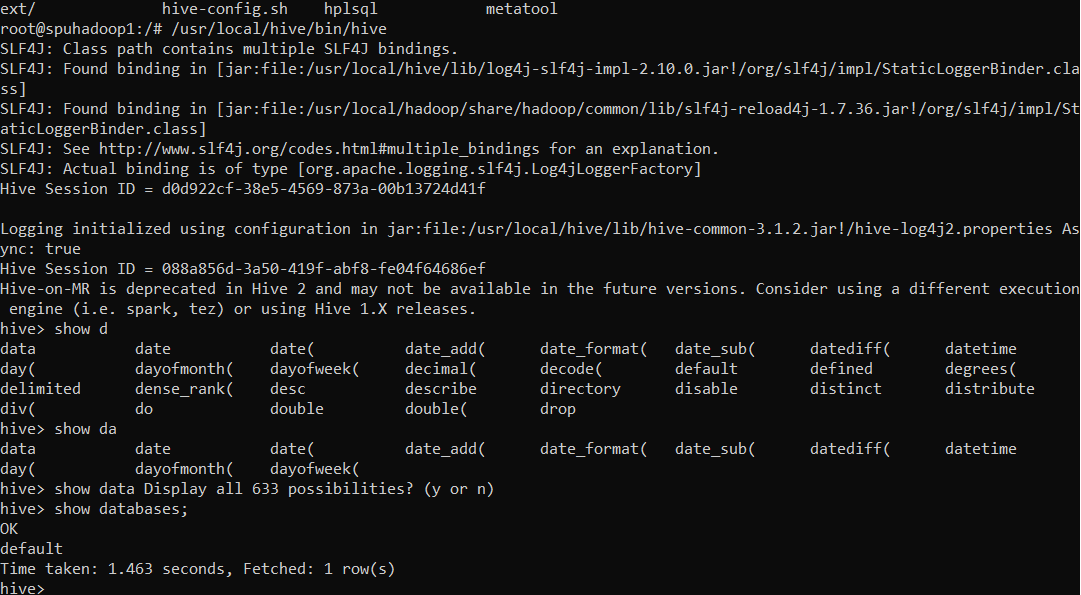 ext/ hive-config.sh hplsql metatool
root@spuhadoop1:/# /usr/local/hive/bin/hive
SLF4J: Class path contains multiple SLF4J bindings.
SLF4J: Found binding in [jar:file:/usr/local/hive/lib/log4j-slf4j-impl-2.10.0.jar!/org/slf4j/impl/StaticLoggerBinder.cla
ss]
SLF4J: Found binding in [jar:file:/usr/local/hadoop/share/hadoop/common/lib/slf4j-reload4j-1.7.36.jar!/org/slf4j/impl/St
aticLoggerBinder.class]
SLF4J: See http://www.slf4j.org/codes.html#multiple_bindings for an explanation.
SLF4J: Actual binding is of type [org.apache.logging.slf4j.Log4jLoggerFactory]
Hive Session ID = d0d922cf-38e5-4569-873a-00b13724d41f
Logging initialized using configuration in jar:file:/usr/local/hive/lib/hive-common-3.1.2.jar!/hive-log4j2.properties As
ync: true
Hive Session ID = 088a856d-3a50-419f-abf8-fe04f64686ef
Hive-on-MR is deprecated in Hive 2 and may not be available in the future versions. Consider using a different execution
 engine (i.e. spark, tez) or using Hive 1.X releases.
hive> show d
data date date( date_add( date_format( date_sub( datediff( datetime
day( dayofmonth( dayofweek( decimal( decode( default defined degrees(
delimited dense_rank( desc describe directory disable distinct distribute
div( do double double( drop
hive> show da
data date date( date_add( date_format( date_sub( datediff( datetime
day( dayofmonth( dayofweek(
hive> show data Display all 633 possibilities? (y or n)
hive> show databases;
OK
default
Time taken: 1.463 seconds, Fetched: 1 row(s)
hive>